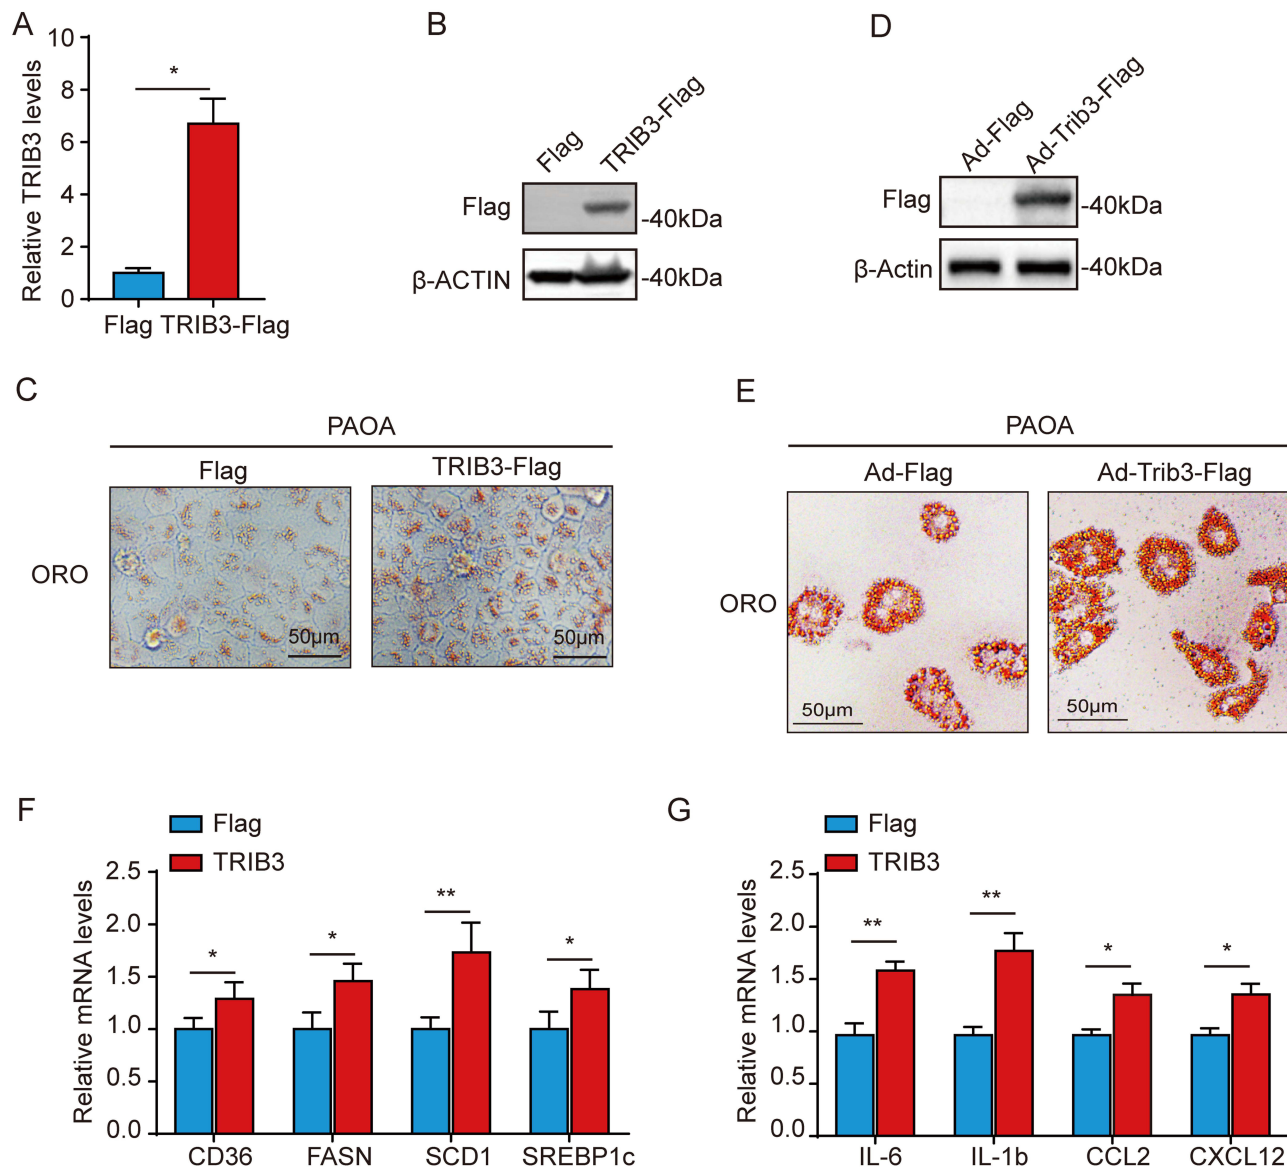 A
Relative TRIB3 levels
10
8
6
4
2
0
*
Flag TRIB3-Flag
B
Flag
TRIB3-Flag
Flag
-40kDa
β-ACTIN
-40kDa
D
Ad-Flag
Ad-Trib3-Flag
Flag
-40kDa
β-Actin
-40kDa
C
PAOA
Flag
TRIB3-Flag
ORO
50μm
50μm
E
PAOA
Ad-Flag
Ad-Trib3-Flag
ORO
50μm
50μm
F
Flag
TRIB3
Relative mRNA levels
2.5
2.0
1.5
1.0
0.5
0.0
*
*
**
*
CD36 FASN SCD1 SREBP1c
G
Flag
TRIB3
Relative mRNA levels
2.5
2.0
1.5
1.0
0.5
0.0
**
**
*
*
IL-6 IL-1b CCL2 CXCL12